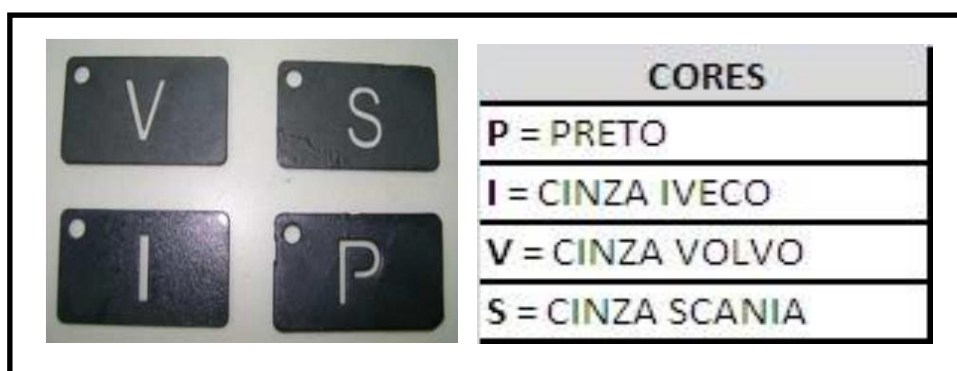 V S
I P
CORES
P = PRETO
I = CINZA IVECO
V = CINZA VOLVO
S = CINZA SCANIA